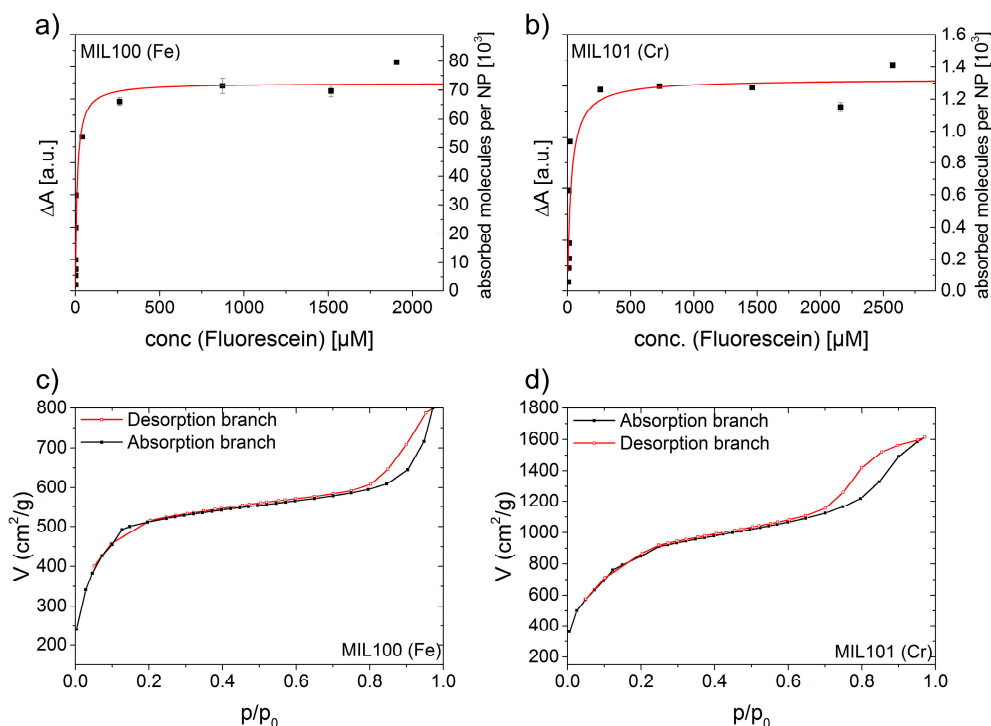 a)
MIL100 (Fe)
ΔA [a.u.]
80
70
60
50
40
30
20
10
0
absorbed molecules per NP [10³]
0 500 1000 1500 2000
conc (Fluorescein) [µM]
b)
MIL101 (Cr)
ΔA [a.u.]
1.6
1.4
1.2
1.0
0.8
0.6
0.4
0.2
0.0
absorbed molecules per NP [10³]
0 500 1000 1500 2000 2500
conc. (Fluorescein) [µM]
c)
Desorption branch
Absorption branch
V (cm²/g)
800
700
600
500
400
300
200
MIL100 (Fe)
0.0 0.2 0.4 0.6 0.8 1.0
p/p₀
d)
Absorption branch
Desorption branch
V (cm²/g)
1800
1600
1400
1200
1000
800
600
400
MIL101 (Cr)
0.0 0.2 0.4 0.6 0.8 1.0
p/p₀